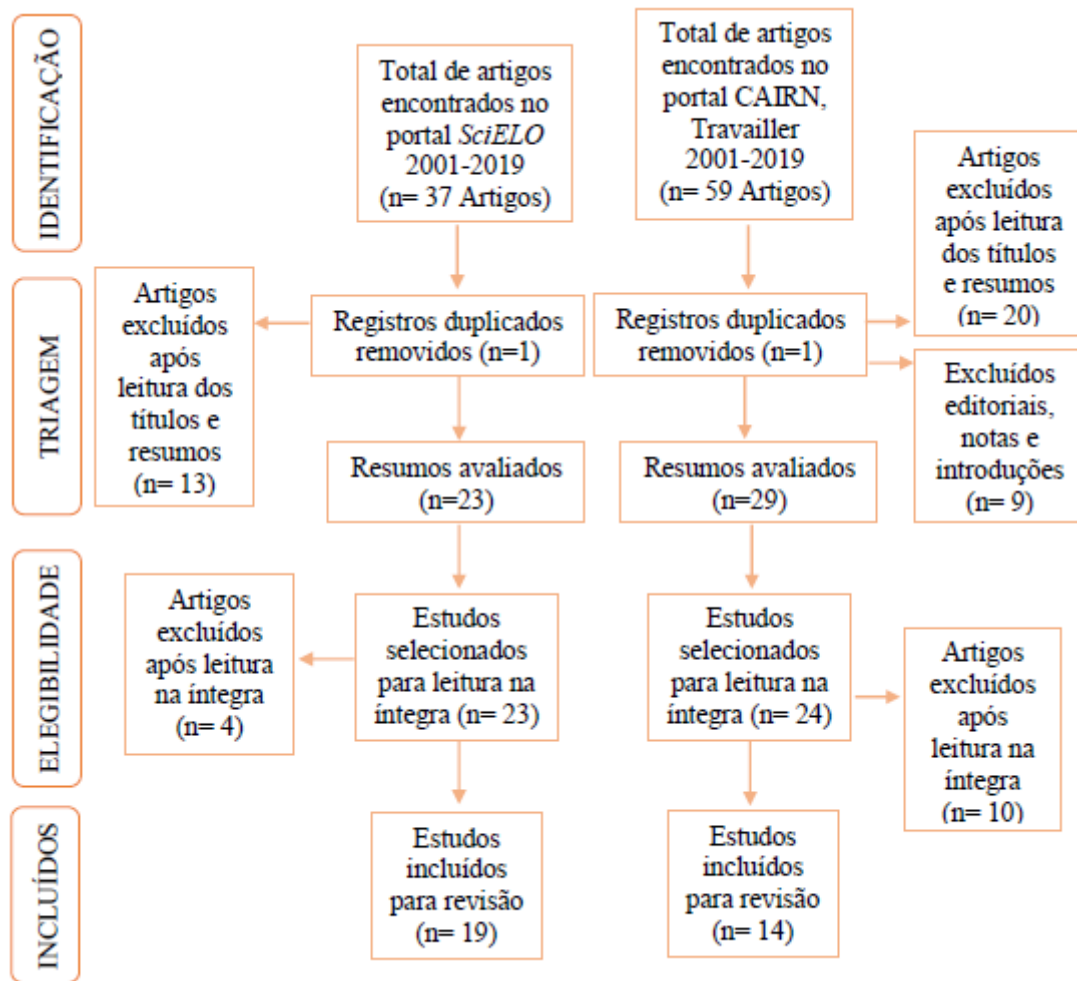 IDENTIFICAÇÃO
Total de artigos
encontrados no
portal SciELO
2001-2019
(n= 37 Artigos)
Total de artigos
encontrados no
portal CAIRN,
Travailler
2001-2019
(n= 59 Artigos)
Artigos
excluídos
após leitura
dos títulos
e resumos
(n= 20)
TRIAGEM
Artigos
excluídos
após
leitura dos
títulos e
resumos
(n= 13)
Registros duplicados
removidos (n=1)
Registros duplicados
removidos (n=1)
Excluídos
editoriais,
notas e
introduções
(n= 9)
Resumos avaliados
(n=23)
Resumos avaliados
(n=29)
ELEGIBILIDADE
Artigos
excluídos
após leitura
na íntegra
(n= 4)
Estudos
selecionados
para leitura na
íntegra (n= 23)
Estudos
selecionados
para leitura na
íntegra (n= 24)
Artigos
excluídos
após
leitura na
íntegra
(n= 10)
INCLUÍDOS
Estudos
incluídos
para revisão
(n= 19)
Estudos
incluídos
para revisão
(n= 14)